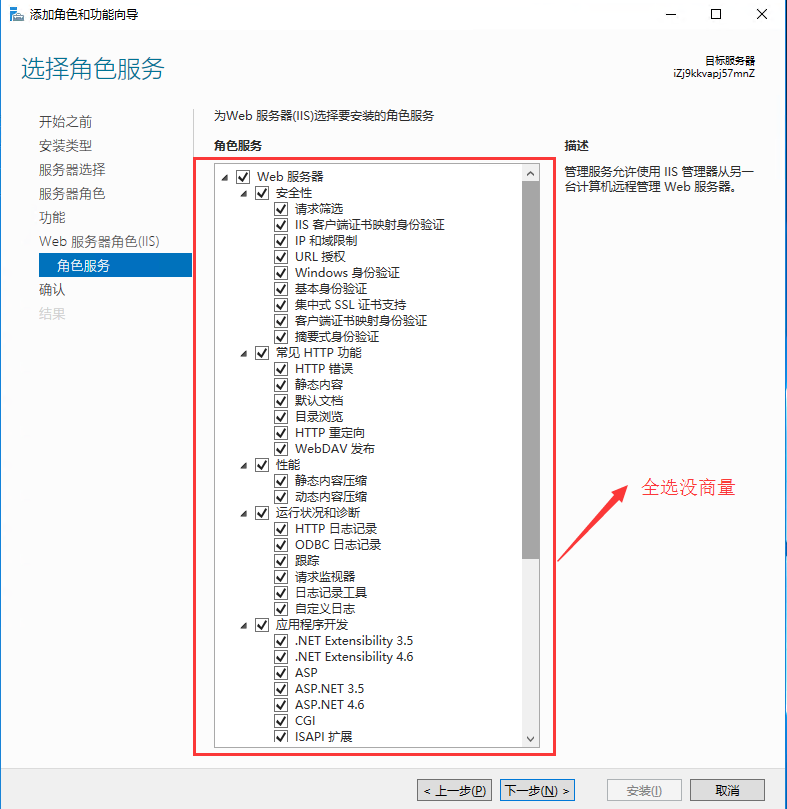 添加角色和功能向导
选择角色服务
目标服务器
iZj9kkvapj57mnZ
开始之前
安装类型
服务器选择
服务器角色
功能
Web 服务器角色(IIS)
角色服务
确认
结果
为Web 服务器(IIS)选择要安装的角色服务
角色服务
Web 服务器
安全性
请求筛选
IIS 客户端证书映射身份验证
IP 和域限制
URL 授权
Windows 身份验证
基本身份验证
集中式 SSL 证书支持
客户端证书映射身份验证
摘要式身份验证
常见 HTTP 功能
HTTP 错误
静态内容
默认文档
目录浏览
HTTP 重定向
WebDAV 发布
性能
静态内容压缩
动态内容压缩
运行状况和诊断
HTTP 日志记录
ODBC 日志记录
跟踪
请求监视器
日志记录工具
自定义日志
应用程序开发
.NET Extensibility 3.5
.NET Extensibility 4.6
ASP
ASP.NET 3.5
ASP.NET 4.6
CGI
ISAPI 扩展
描述
管理服务允许使用 IIS 管理器从另一
台计算机远程管理 Web 服务器。
全选没商量
< 上一步(P)
下一步(N) >
安装(I)
取消